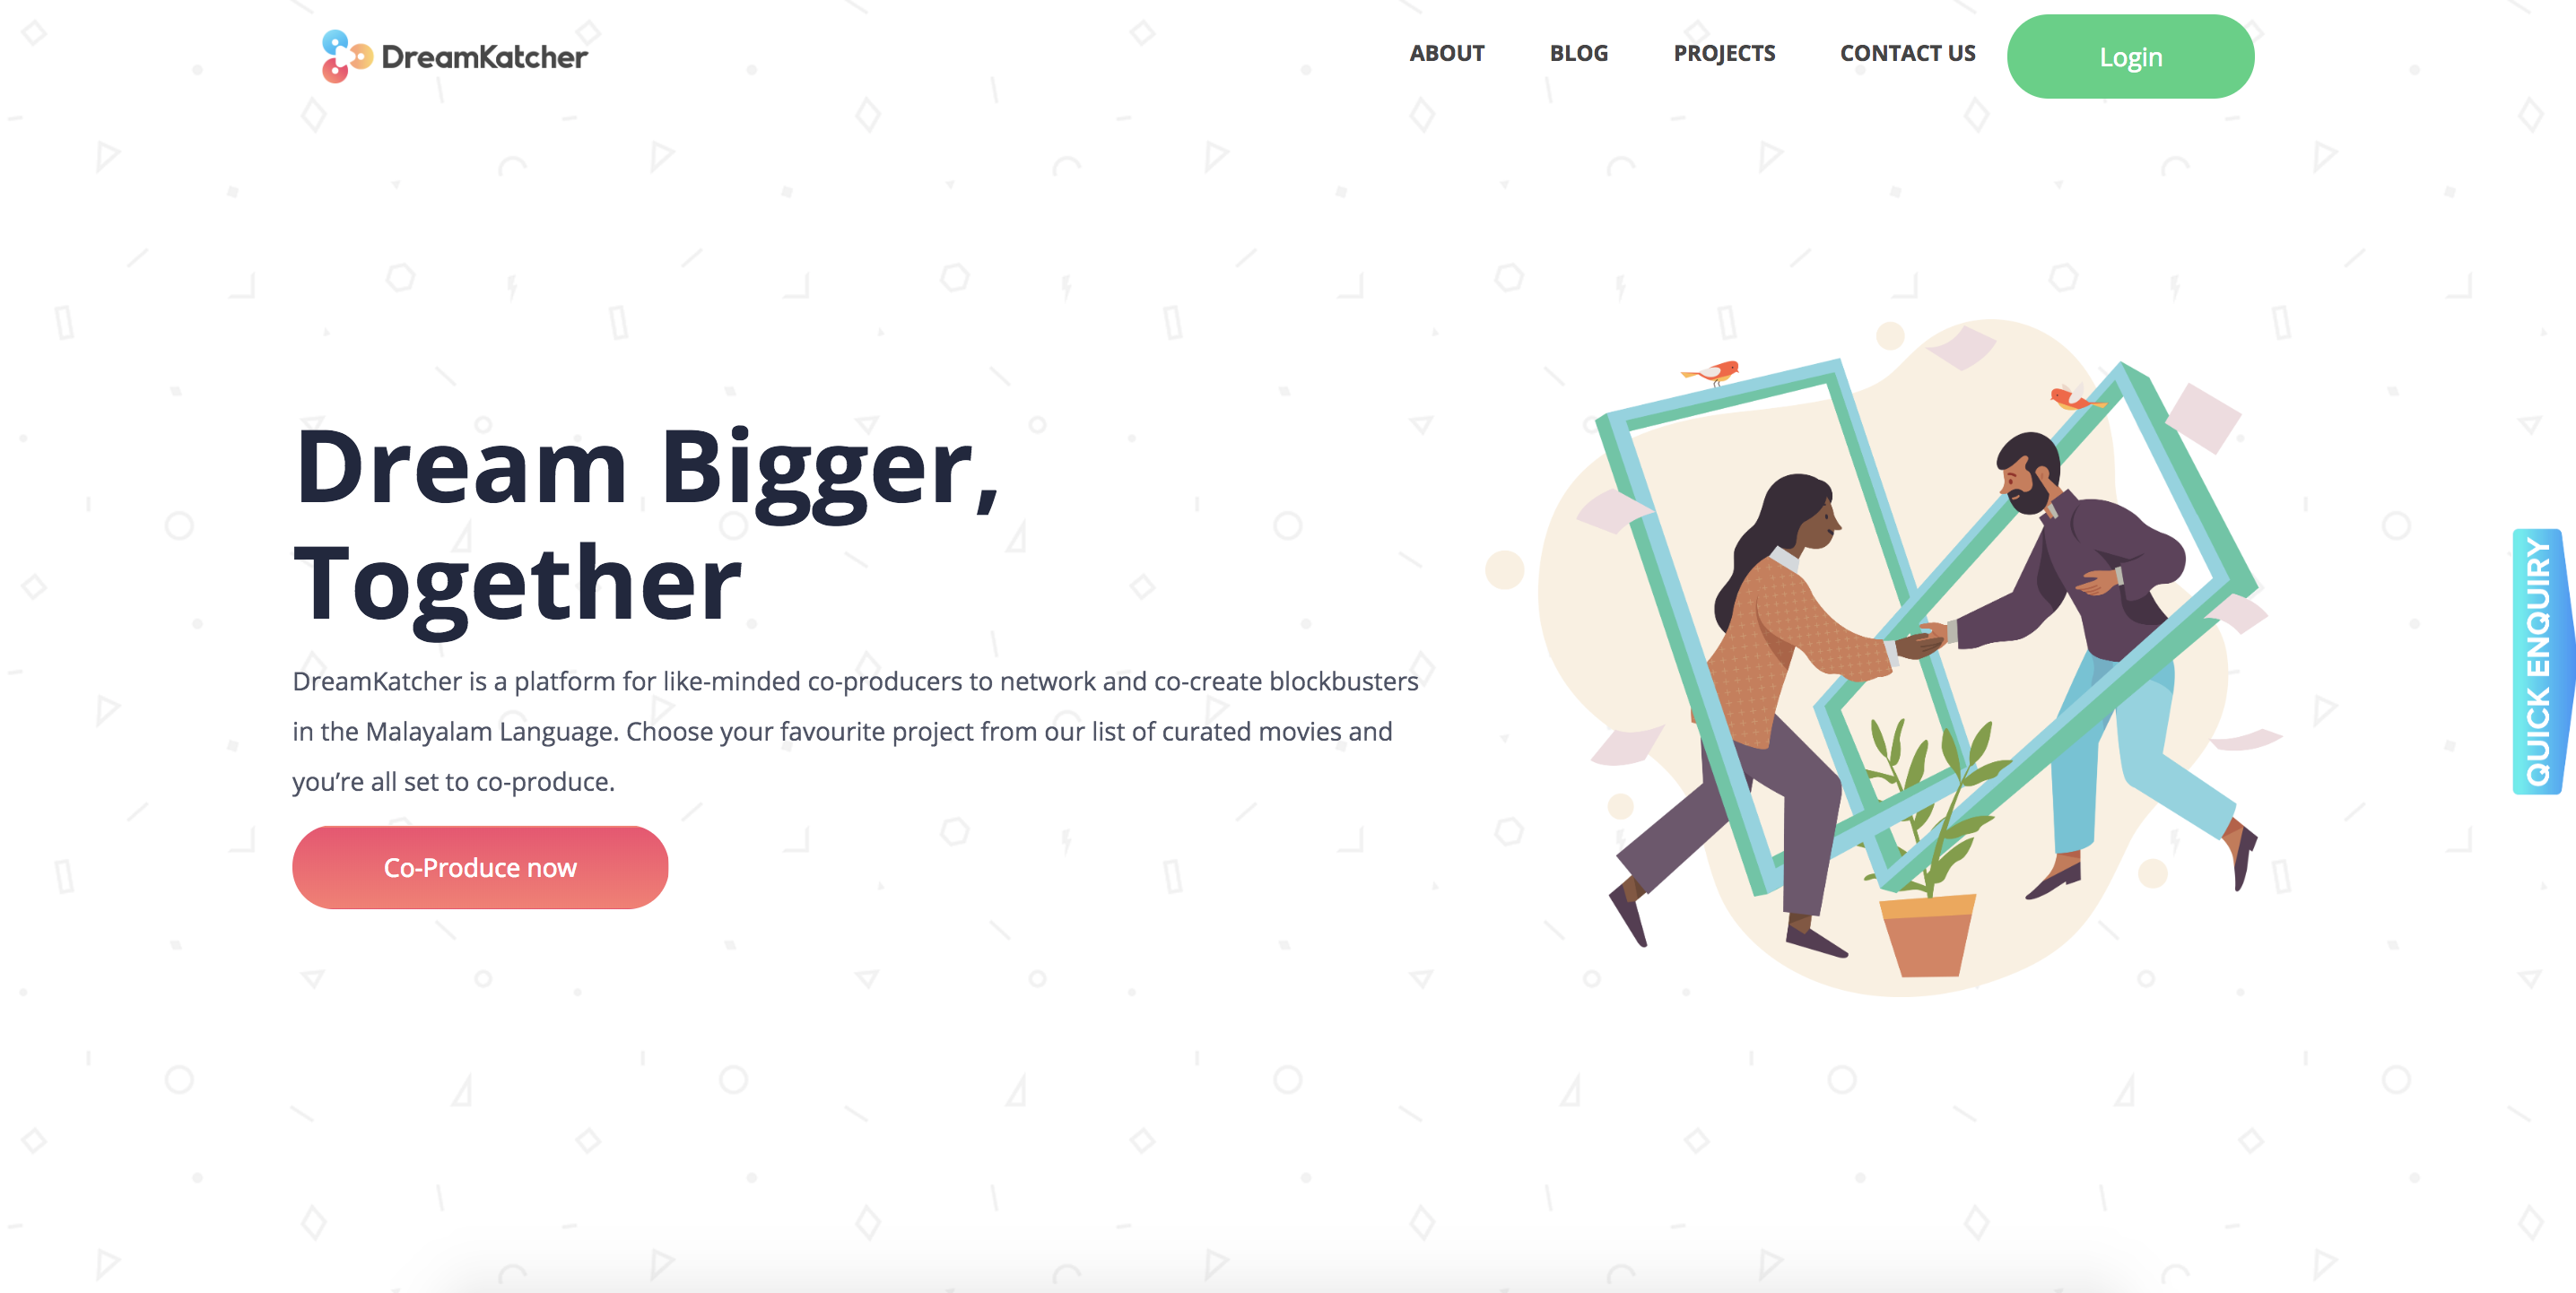 DreamKatcher
ABOUT
BLOG
PROJECTS
CONTACT US
Login
Dream Bigger,
Together
DreamKatcher is a platform for like-minded co-producers to network and co-create blockbusters
in the Malayalam Language. Choose your favourite project from our list of curated movies and
you’re all set to co-produce.
Co-Produce now
QUICK ENQUIRY